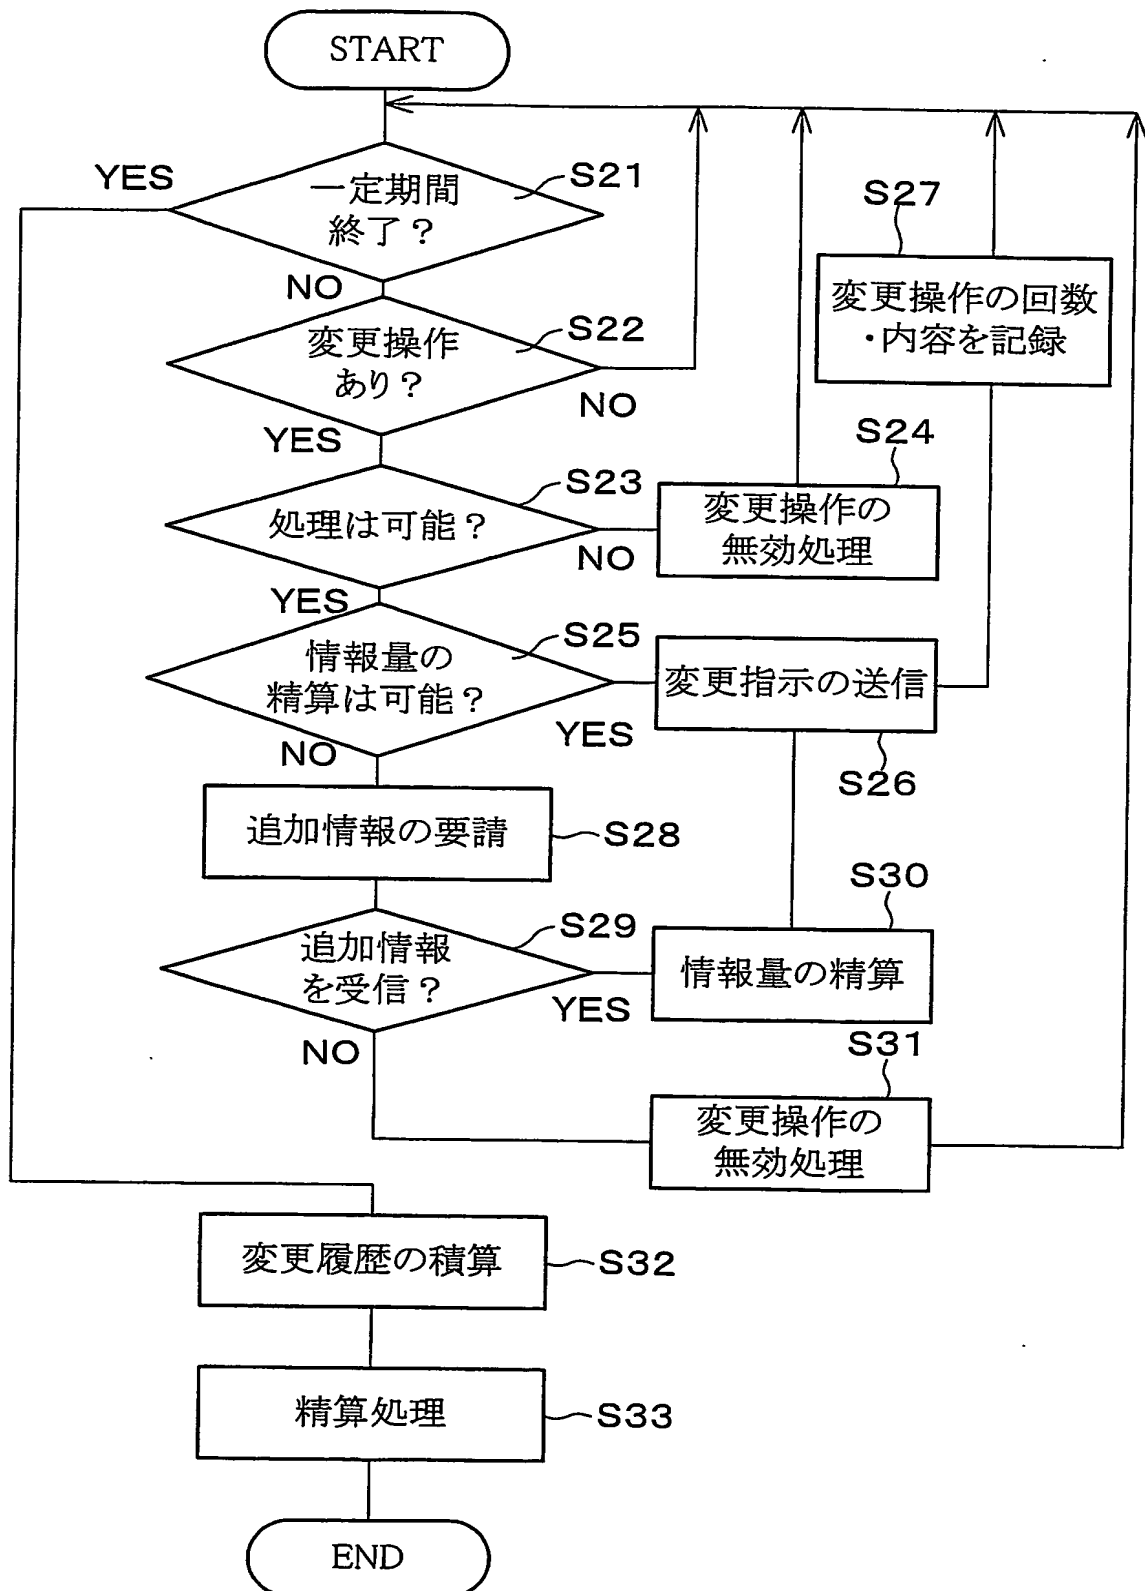 START
YES
一定期間
終了?
S21
NO
変更操作
あり?
S22
NO
YES
処理は可能?
S23
NO
変更操作の
無効処理
S24
S27
変更操作の回数
・内容を記録
YES
情報量の
精算は可能?
S25
YES
変更指示の送信
S26
NO
追加情報の要請
S28
追加情報
を受信?
S29
YES
情報量の精算
S30
NO
変更操作の
無効処理
S31
変更履歴の積算
S32
精算処理
S33
END